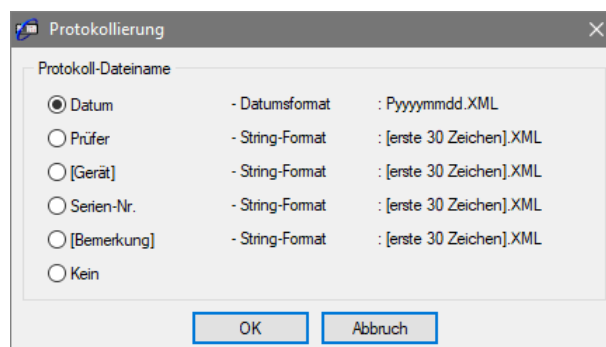 Protokollierung
Protokoll-Dateiname
Datum - Datumsformat : Pyyyymmdd.XML
Prüfer - String-Format : [erste 30 Zeichen].XML
[Gerät] - String-Format : [erste 30 Zeichen].XML
Serien-Nr. - String-Format : [erste 30 Zeichen].XML
[Bemerkung] - String-Format : [erste 30 Zeichen].XML
Kein
OK Abbruch